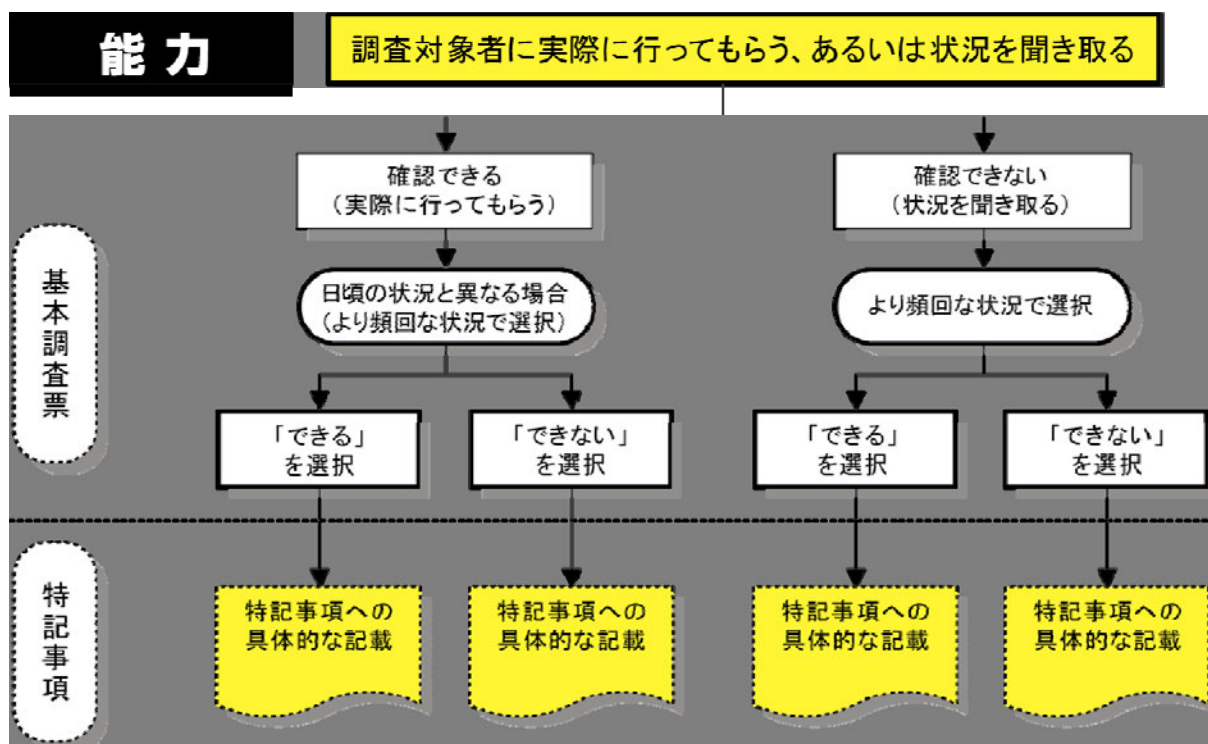 能力
調査対象者に実際に行ってもらう、あるいは状況を聞き取る
確認できる
（実際に行ってもらう）
確認できない
（状況を聞き取る）
基本調査票
日頃の状況と異なる場合
（より頻回な状況で選択）
より頻回な状況で選択
「できる」
を選択
「できない」
を選択
「できる」
を選択
「できない」
を選択
特記事項
特記事項への
具体的な記載
特記事項への
具体的な記載
特記事項への
具体的な記載
特記事項への
具体的な記載